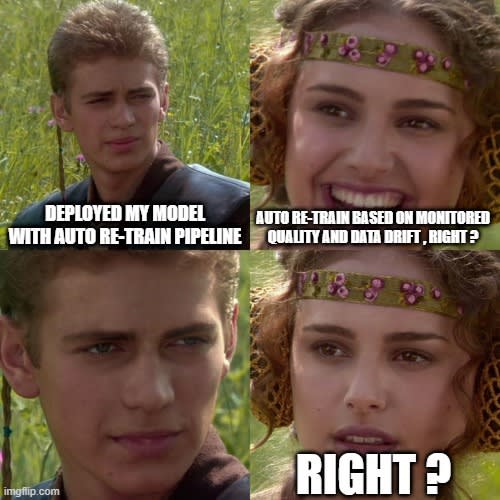 DEPLOYED MY MODEL
WITH AUTO RE-TRAIN PIPELINE
AUTO RE-TRAIN BASED ON MONITORED
QUALITY AND DATA DRIFT , RIGHT ?
RIGHT ?
imgflip.com